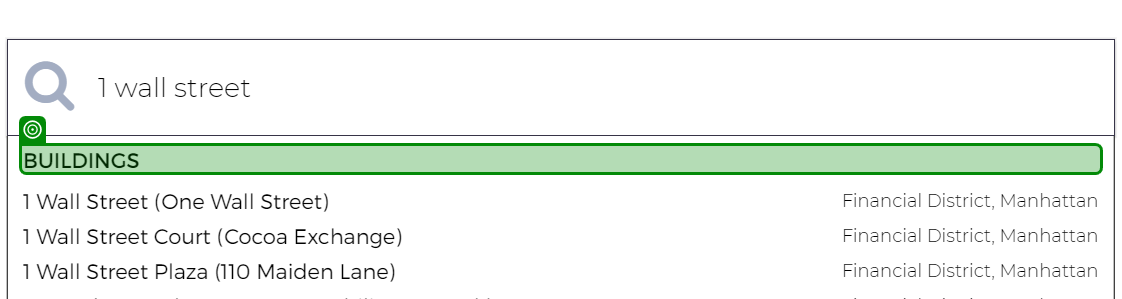 1 wall street
BUILDINGS
1 Wall Street (One Wall Street) Financial District, Manhattan
1 Wall Street Court (Cocoa Exchange) Financial District, Manhattan
1 Wall Street Plaza (110 Maiden Lane) Financial District, Manhattan